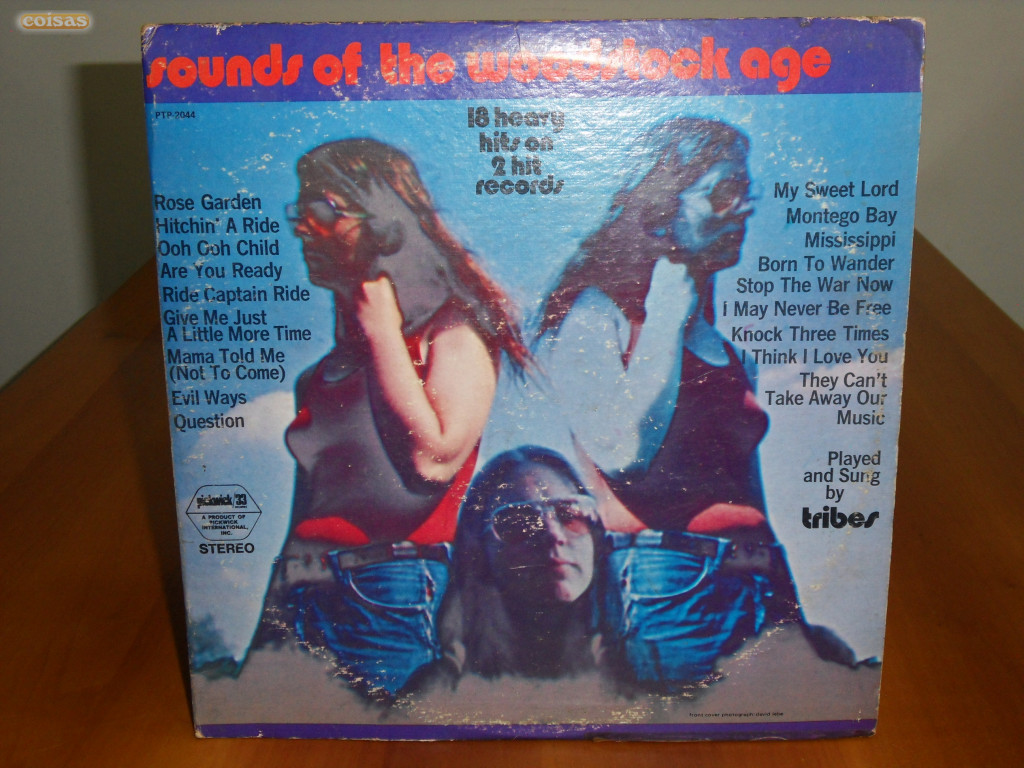 coisas
sounds of the woodstock age
PTP-2044
18 heavy
hits on
2 hit
records
Rose Garden
Hitchin' A Ride
Ooh Ooh Child
Are You Ready
Ride Captain Ride
Give Me Just
A Little More Time
Mama Told Me
(Not To Come)
Evil Ways
Question
My Sweet Lord
Montego Bay
Mississippi
Born To Wander
Stop The War Now
I May Never Be Free
Knock Three Times
I Think I Love You
They Can't
Take Away Our
Music
Played
and Sung
by
tribes
pickwick/33
A PRODUCT OF
PICKWICK
INTERNATIONAL,
INC.
STEREO
front cover photograph: david